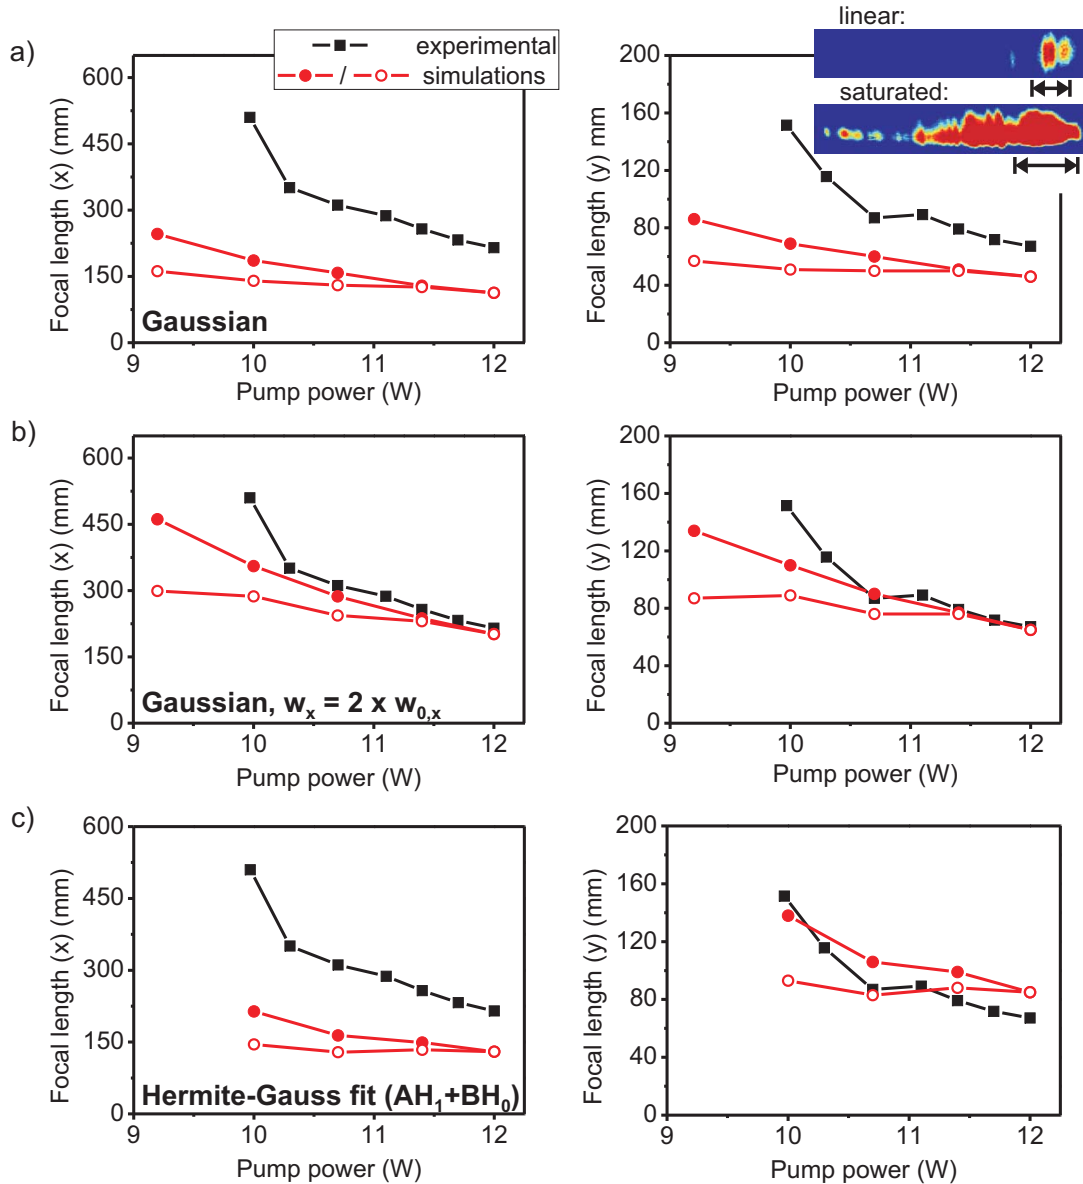 a)
experimental
/ simulations
linear:
saturated:
Focal length (x) (mm)
600
450
300
150
0
Gaussian
9 10 11 12
Pump power (W)
Focal length (y) mm
200
160
120
80
40
0
9 10 11 12
Pump power (W)
b)
Focal length (x) (mm)
600
450
300
150
0
Gaussian, wx = 2 x w0,x
9 10 11 12
Pump power (W)
Focal length (y) (mm)
200
160
120
80
40
0
9 10 11 12
Pump power (W)
c)
Focal length (x) (mm)
600
450
300
150
0
Hermite-Gauss fit (AH1+BH0)
9 10 11 12
Pump power (W)
Focal length (y) (mm)
200
160
120
80
40
0
9 10 11 12
Pump power (W)